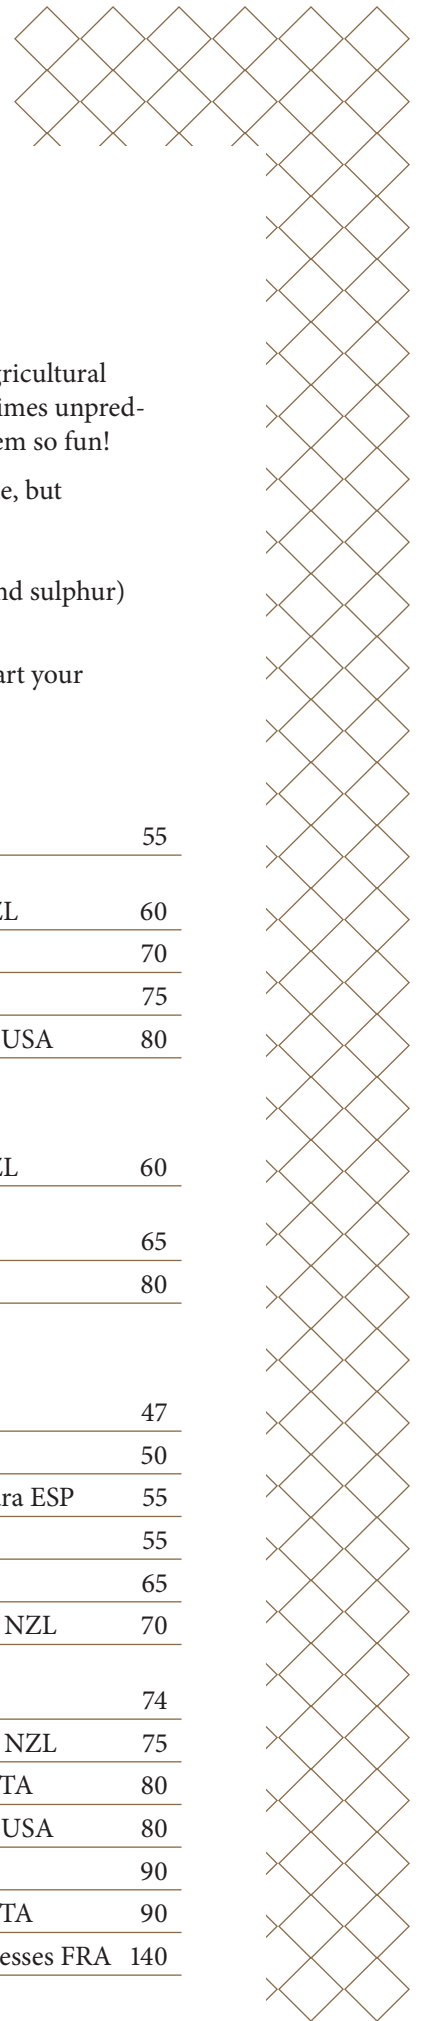 gricultural
imes unpred-
em so fun!
e, but
nd sulphur)
art your
55
ZL 60
70
75
USA 80
ZL 60
65
80
47
50
ara ESP 55
55
65
NZL 70
74
NZL 75
TA 80
USA 80
90
TA 90
esses FRA 140